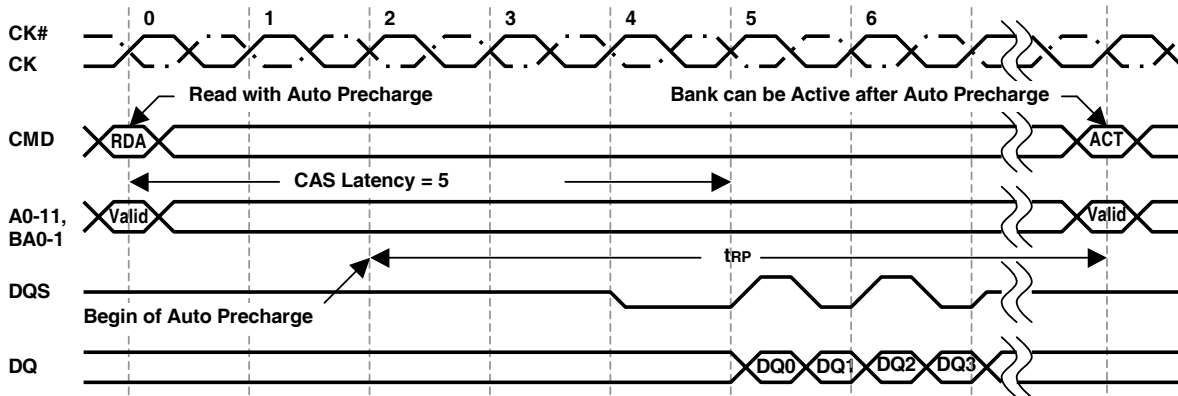 0 1 2 3 4 5 6
CK#
CK
Read with Auto Precharge
Bank can be Active after Auto Precharge
CMD
RDA
ACT
CAS Latency = 5
A0-11,
BA0-1
Valid
Valid
tRP
DQS
Begin of Auto Precharge
DQ
DQ0 DQ1 DQ2 DQ3